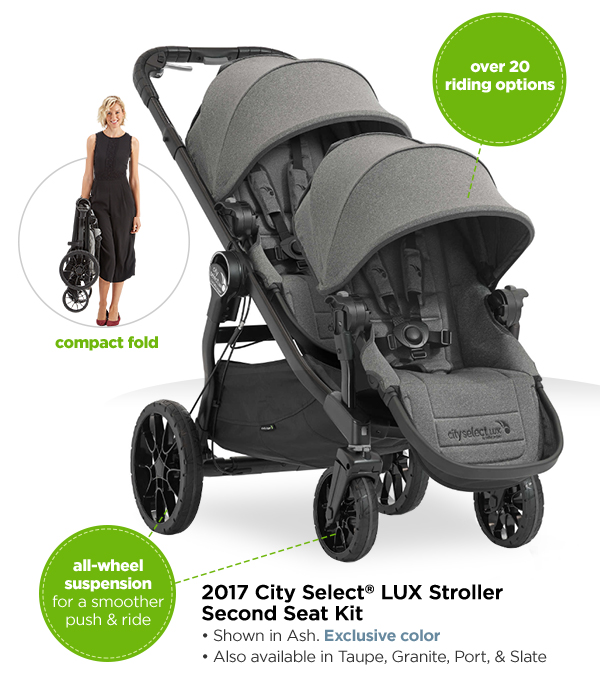 over 20
riding options
compact fold
city select LUX
all-wheel
suspension
for a smoother
push & ride
2017 City Select® LUX Stroller
Second Seat Kit
• Shown in Ash. Exclusive color
• Also available in Taupe, Granite, Port, & Slate